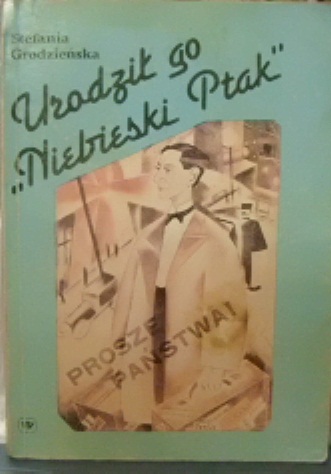 Stefania
Grodzieńska
Urodził go
„Niebieski Ptak"
PROSZĘ
PAŃSTWA!